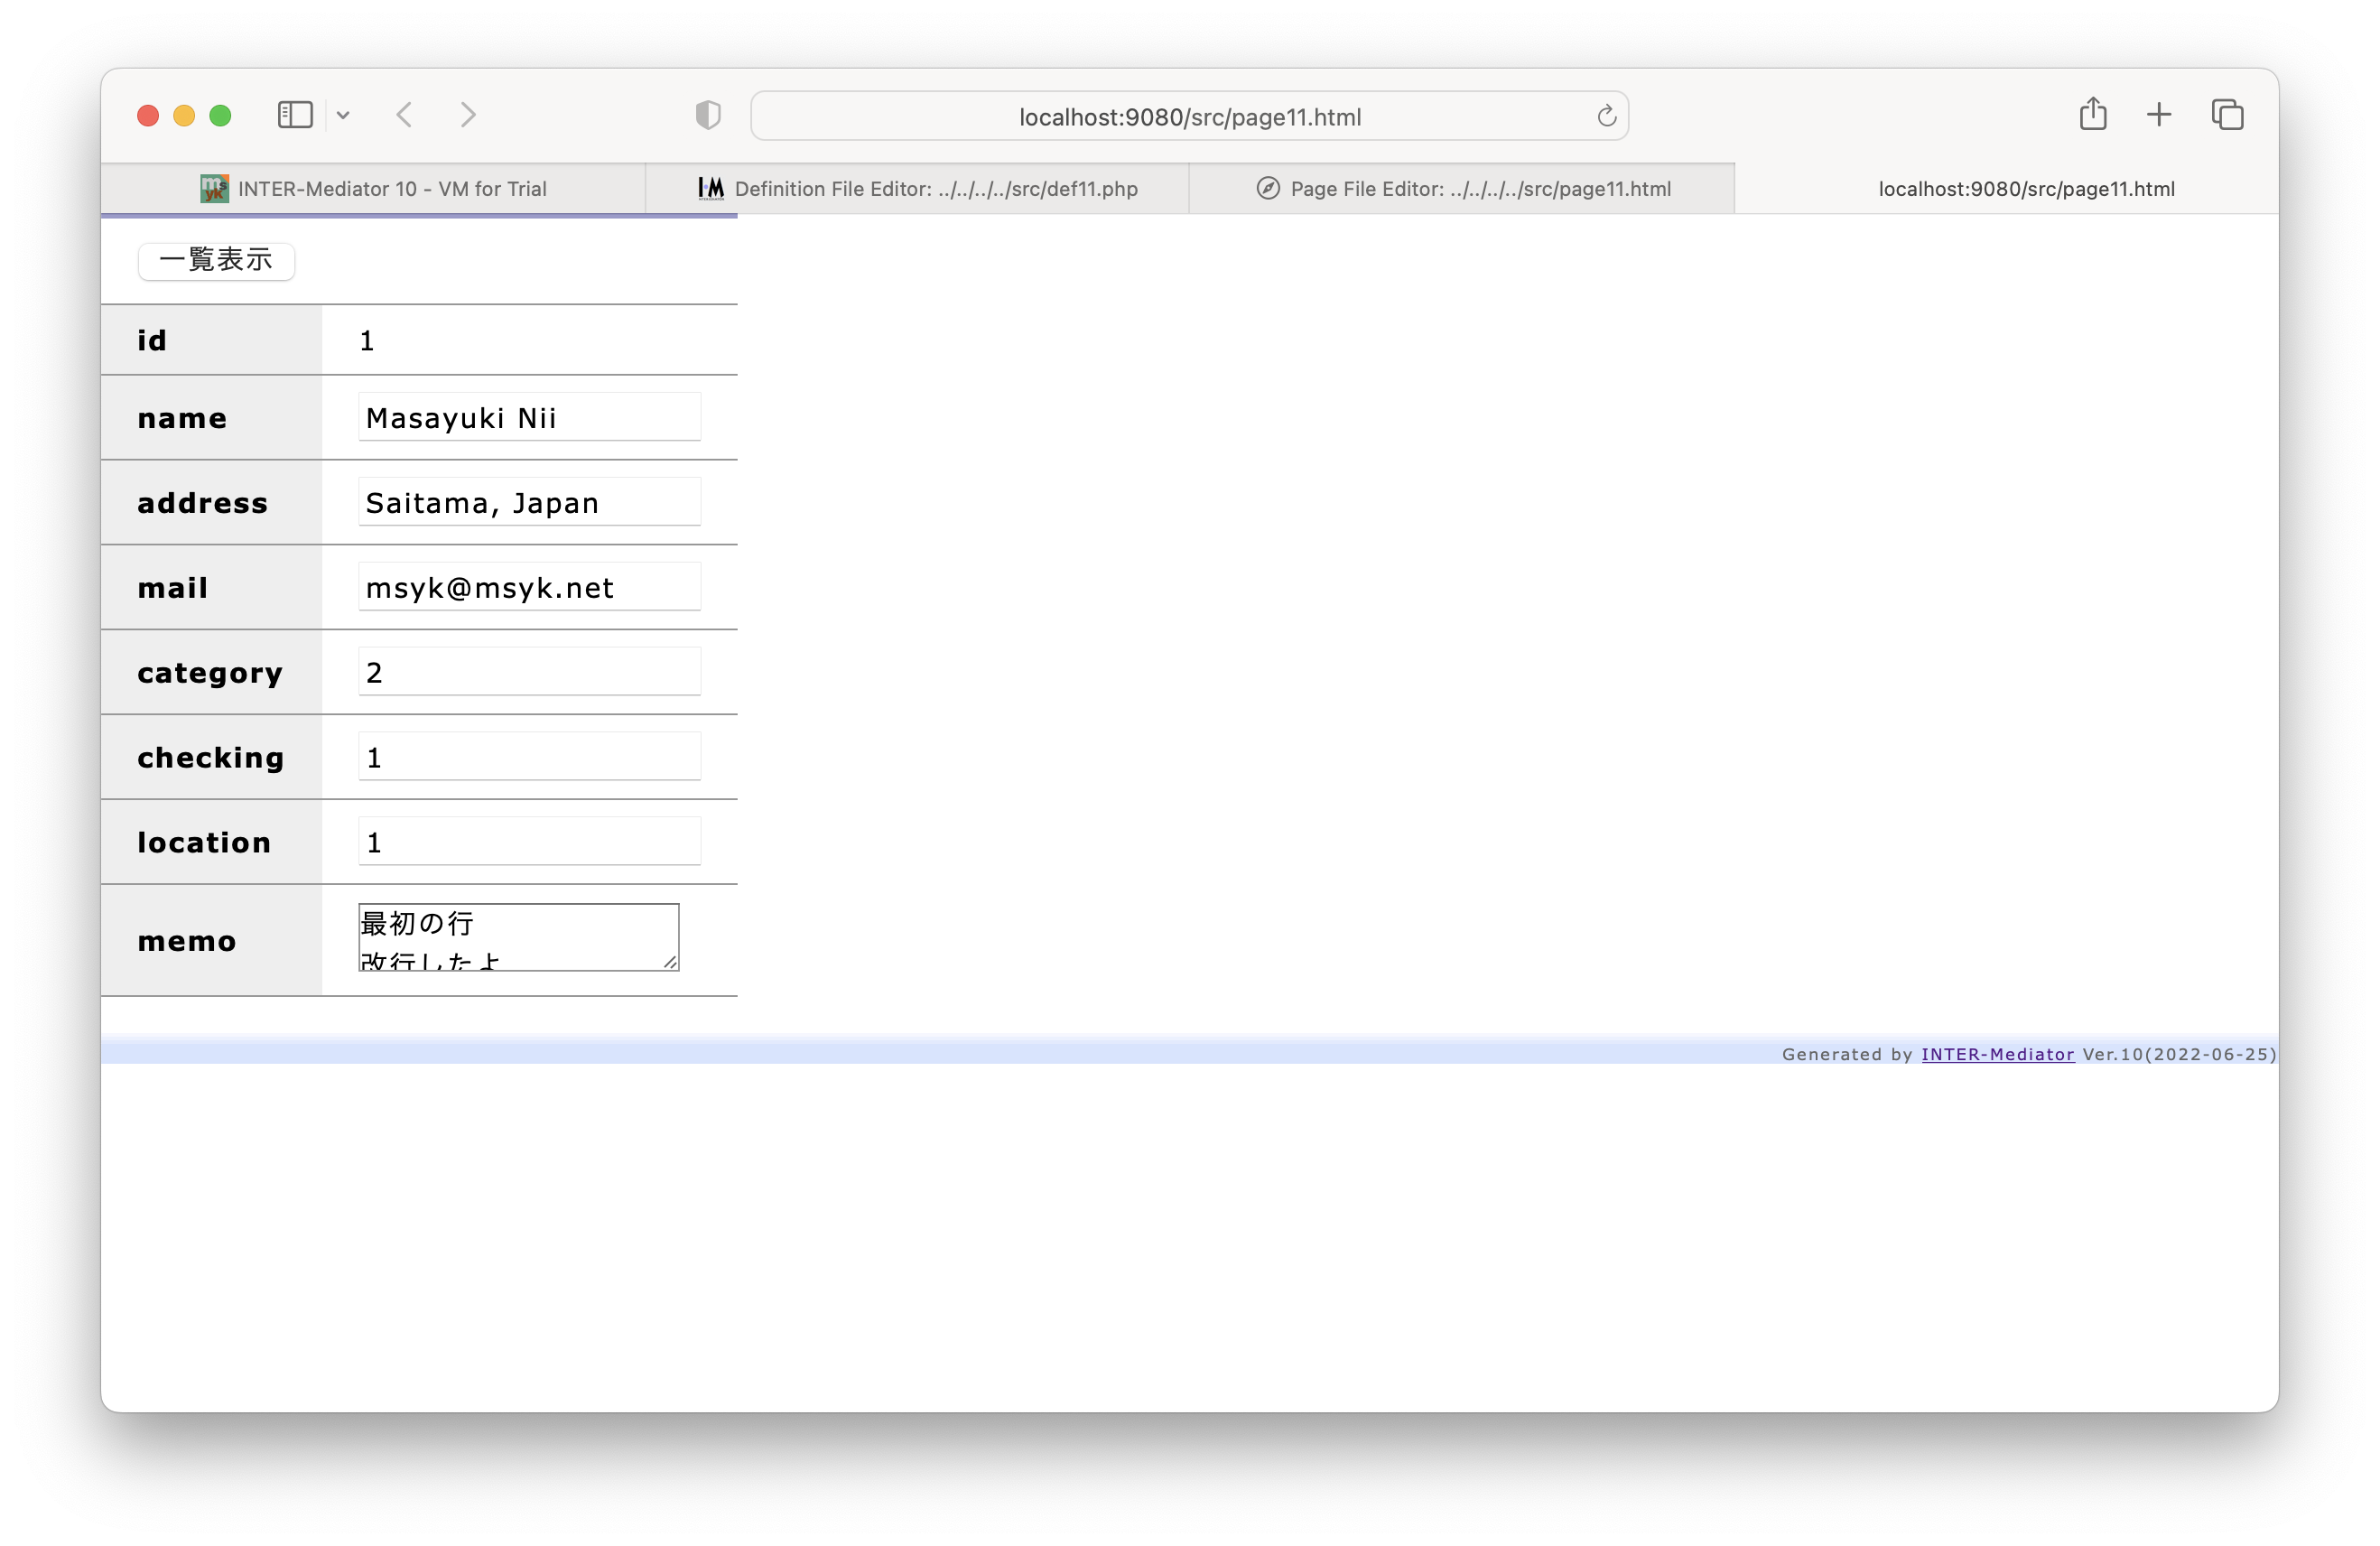 localhost:9080/src/page11.html
INTER-Mediator 10 - VM for Trial
Definition File Editor: ../../../../src/def11.php
Page File Editor: ../../../../src/page11.html
localhost:9080/src/page11.html
一覧表示
id 1
name Masayuki Nii
address Saitama, Japan
mail msyk@msyk.net
category 2
checking 1
location 1
memo 最初の行
改行したよ
Generated by INTER-Mediator Ver.10(2022-06-25)